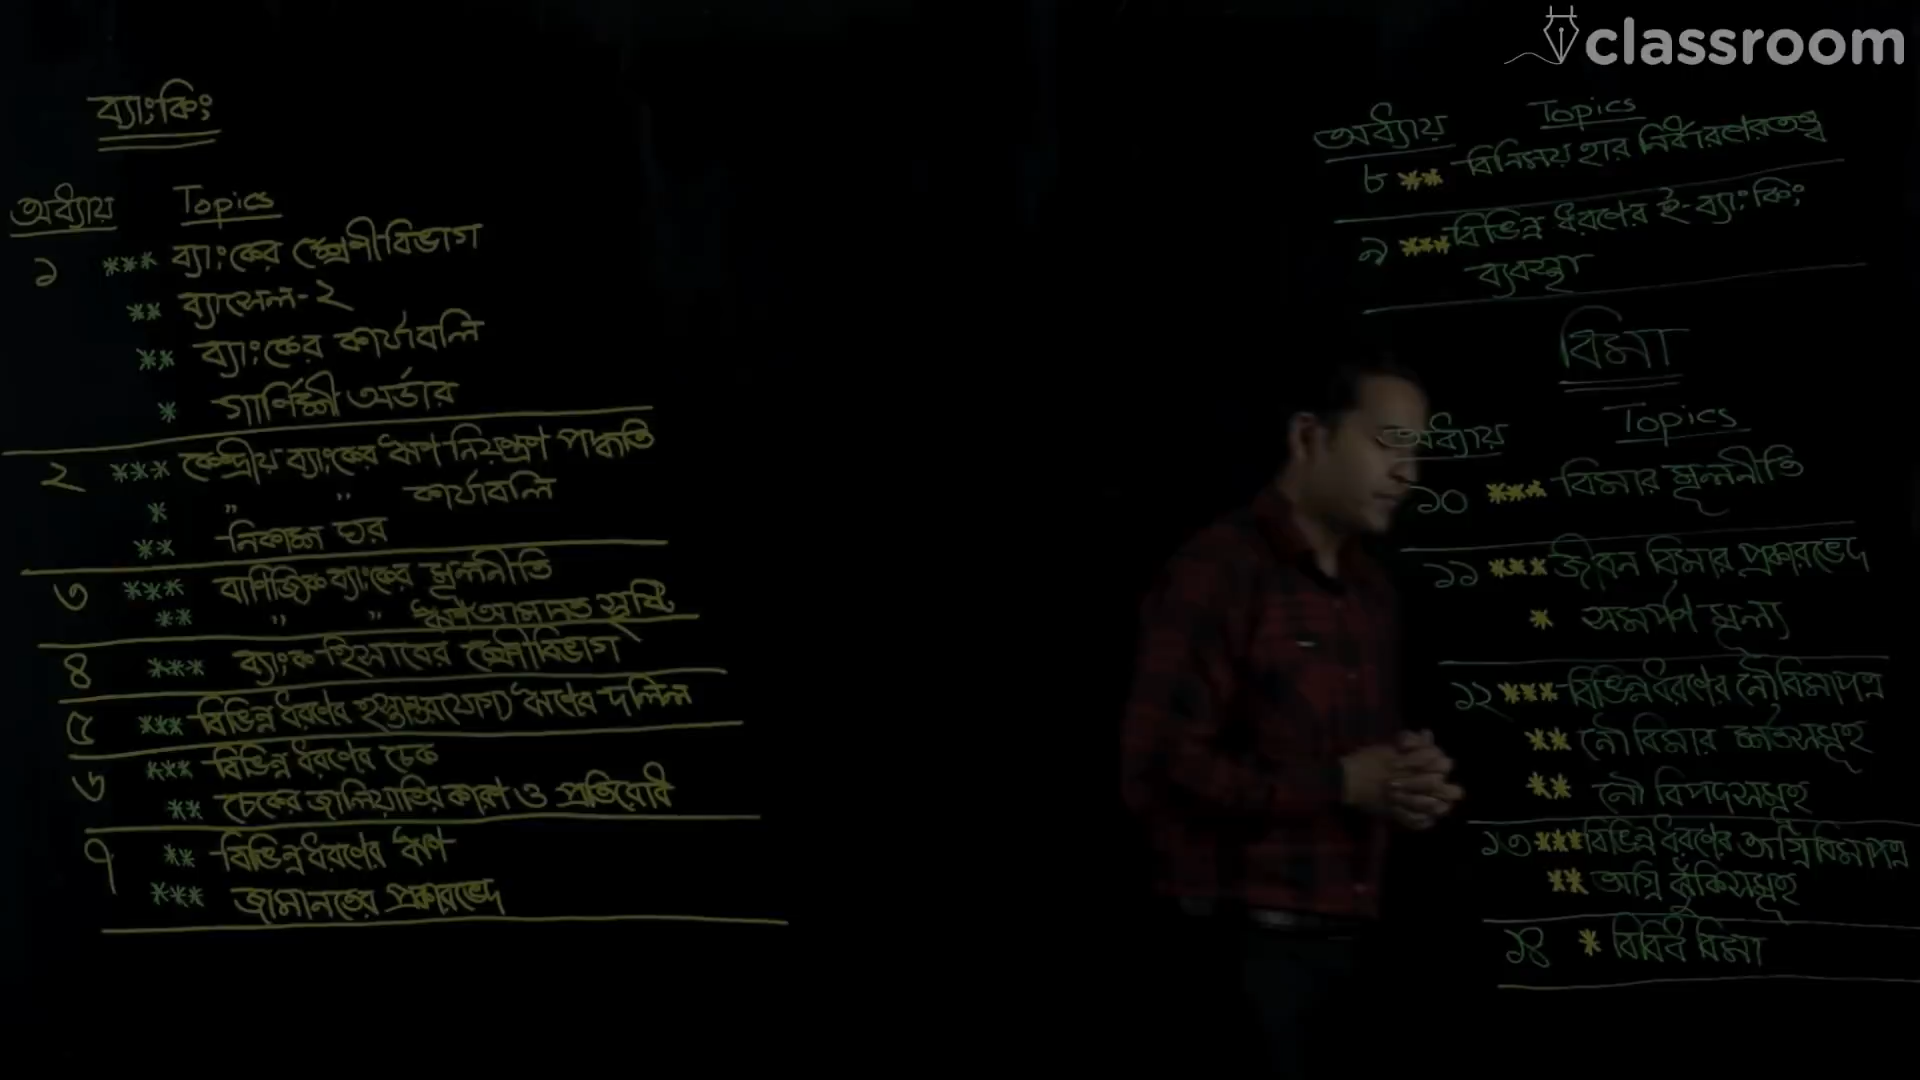 classroom
ব্যাংকিং
অধ্যায় Topics
১ *** ব্যাংকের শ্রেণীবিভাগ
** ব্যাসেল-২
** ব্যাংকের কার্যাবলি
* গার্ণিশী অর্ডার
২ *** কেন্দ্রীয় ব্যাংকের ঋণ নিয়ন্ত্রণ পদ্ধতি
* " " কার্যাবলি
** নিকাশ ঘর
৩ *** বাণিজ্যিক ব্যাংকের মূলনীতি
** " " ঋণ আমানত সৃষ্টি
৪ *** ব্যাংক হিসাবের শ্রেণীবিভাগ
৫ *** বিভিন্ন ধরণের হস্তান্তরযোগ্য ঋণের দলিল
৬ *** বিভিন্ন ধরণের চেক
** চেকের জালিয়াতির কারণ ও প্রতিরোধ
৭ ** বিভিন্ন ধরণের ঋণ
*** জামানতের প্রকারভেদ
অধ্যায় Topics
৮ ** বিনিময় হার নির্ধারণের তত্ত্ব
৯ *** বিভিন্ন ধরণের ই-ব্যাংকিং
ব্যবস্থা
বিমা
অধ্যায় Topics
১০ *** বিমার মূলনীতি
১১ *** জীবন বিমার প্রকারভেদ
* সমর্পণ মূল্য
১২ *** বিভিন্ন ধরণের নৌ বিমাপত্র
** নৌ বিমার শর্তসমূহ
** নৌ বিপদসমূহ
১৩ *** বিভিন্ন ধরণের অগ্নি বিমাপত্র
** অগ্নি ঝুঁকিসমূহ
১৪ * বিবিধ বিমা